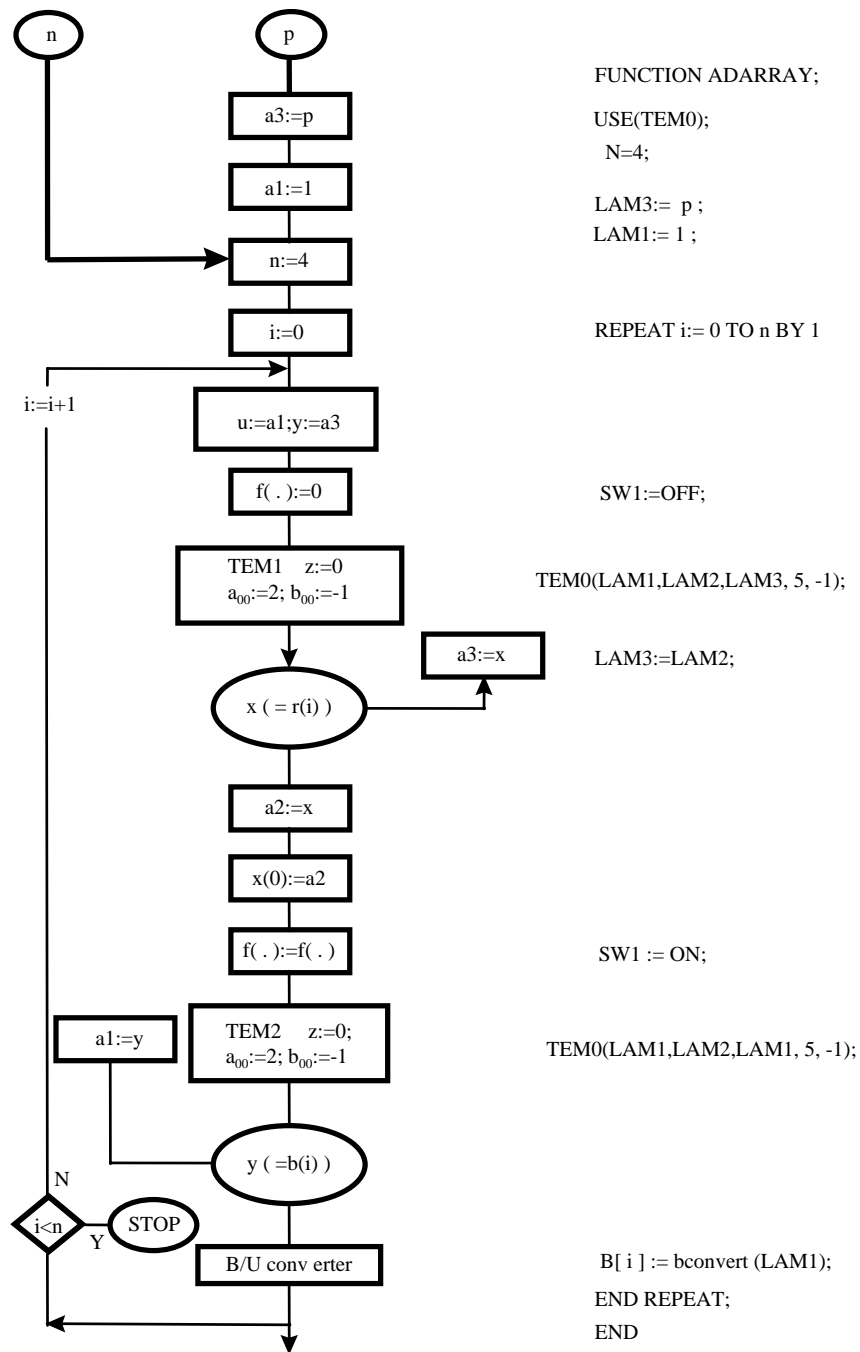 n
p
FUNCTION ADARRAY;
a3:=p
USE(TEM0);
N=4;
a1:=1
LAM3:= p ;
LAM1:= 1 ;
n:=4
i:=0
REPEAT i:= 0 TO n BY 1
i:=i+1
u:=a1;y:=a3
f( . ):=0
SW1:=OFF;
TEM1 z:=0
a00:=2; b00:=-1
TEM0(LAM1,LAM2,LAM3, 5, -1);
a3:=x
LAM3:=LAM2;
x ( = r(i) )
a2:=x
x(0):=a2
f( . ):=f( . )
SW1 := ON;
a1:=y
TEM2 z:=0;
a00:=2; b00:=-1
TEM0(LAM1,LAM2,LAM1, 5, -1);
y ( =b(i) )
N
i<n
Y
STOP
B/U conv erter
B[ i ] := bconvert (LAM1);
END REPEAT;
END